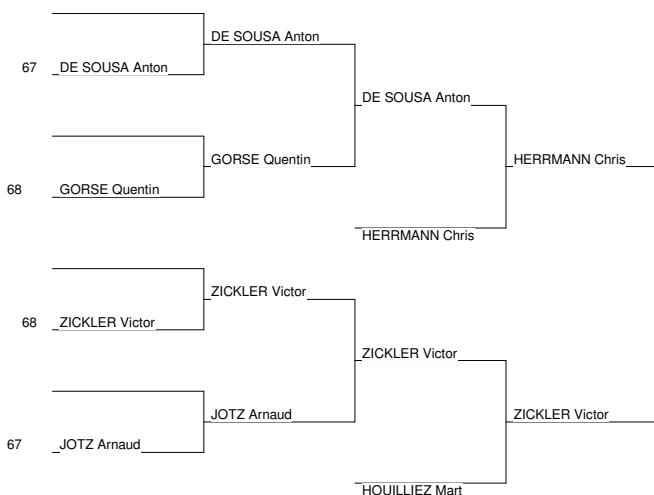 DE SOUSA Anton
67 DE SOUSA Anton
DE SOUSA Anton
GORSE Quentin
HERRMANN Chris
68 GORSE Quentin
HERRMANN Chris
ZICKLER Victor
68 ZICKLER Victor
ZICKLER Victor
JOTZ Arnaud
ZICKLER Victor
67 JOTZ Arnaud
HOUILLIEZ Mart